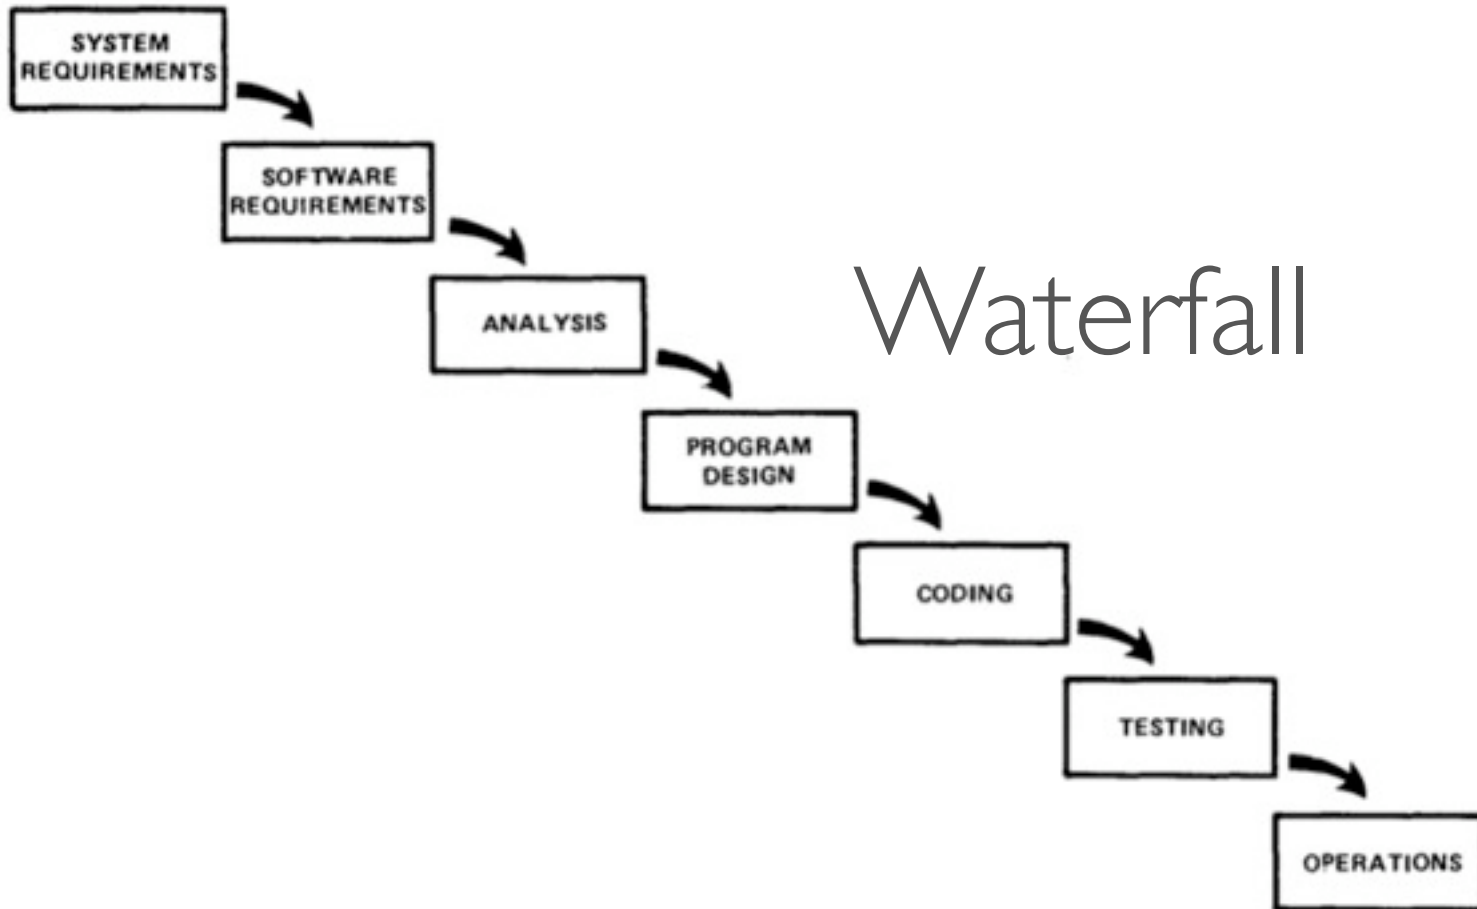 SYSTEM
REQUIREMENTS
SOFTWARE
REQUIREMENTS
ANALYSIS
Waterfall
PROGRAM
DESIGN
CODING
TESTING
OPERATIONS